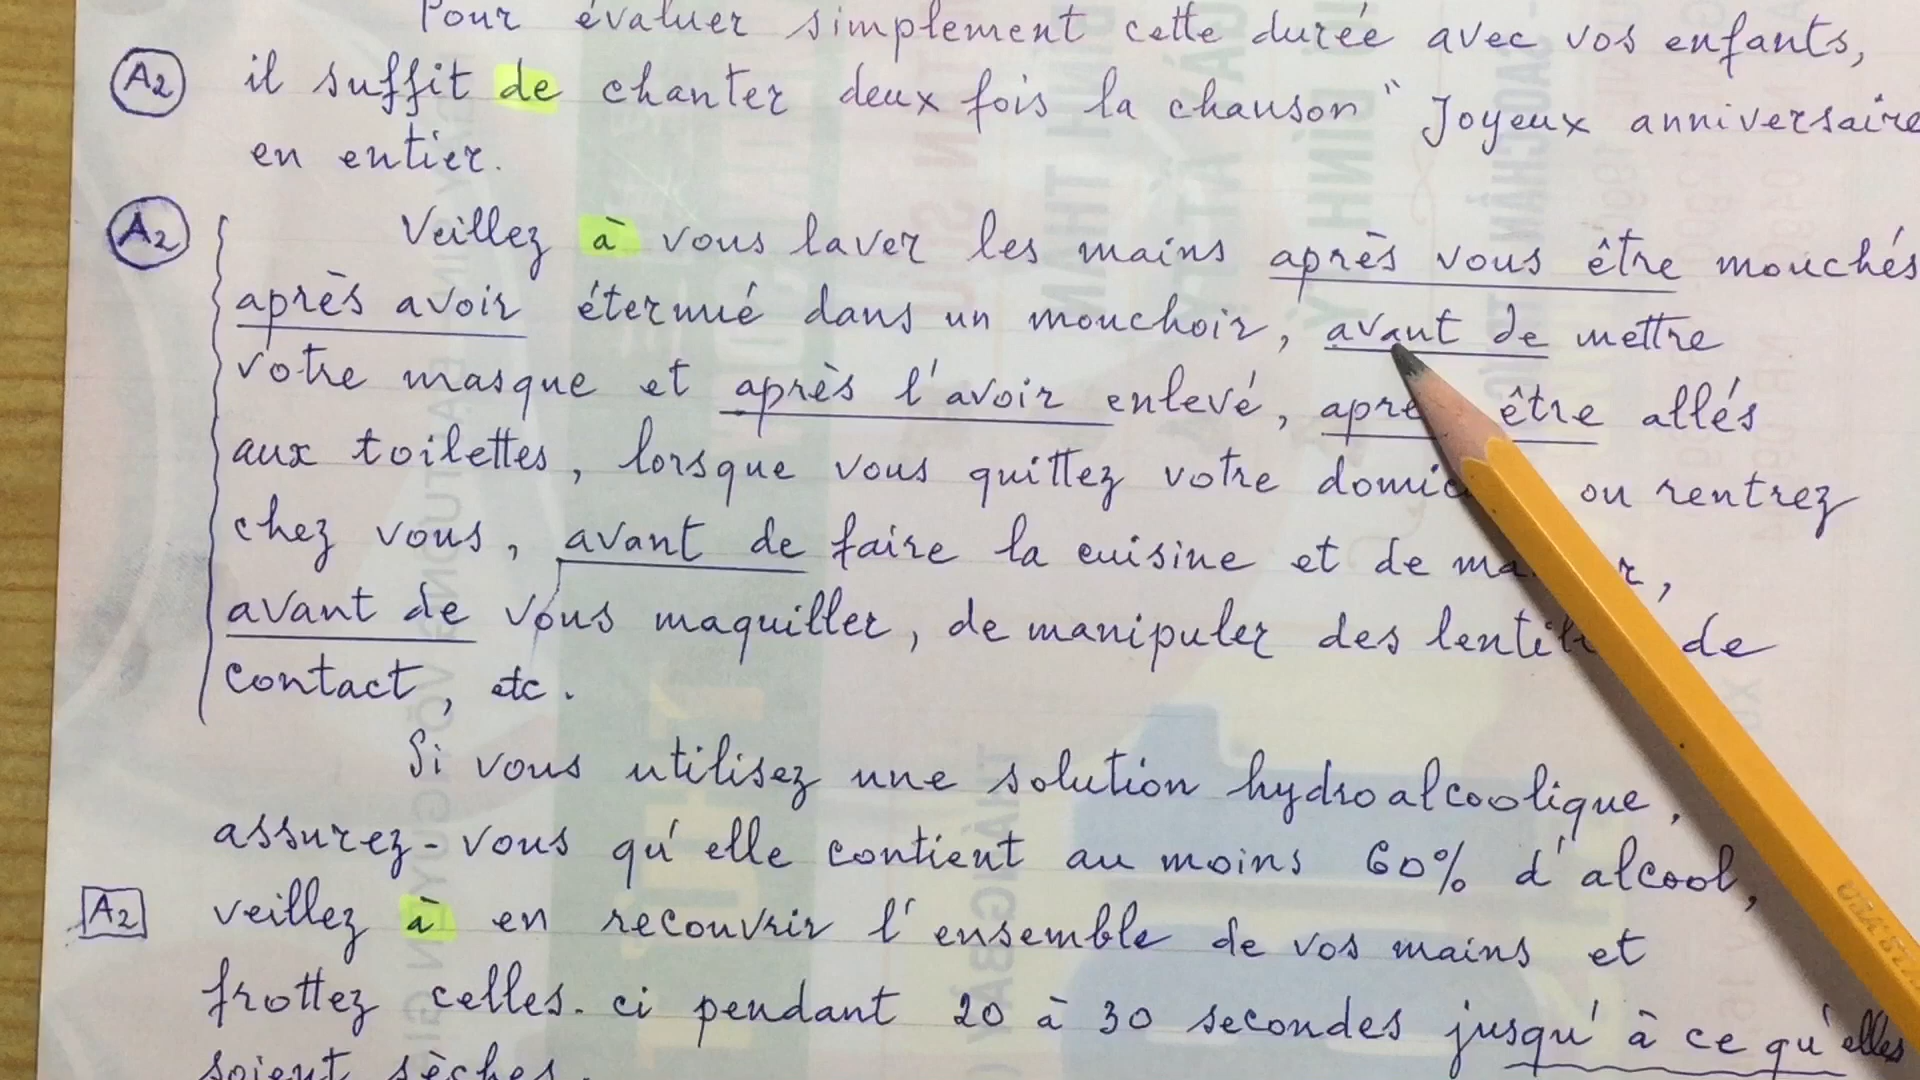 Pour évaluer simplement cette durée avec vos enfants,
A2 il suffit de chanter deux fois la chanson " Joyeux anniversaire
en entier.
A2 Veillez à vous laver les mains après vous être mouchés
après avoir éternué dans un mouchoir, avant de mettre
votre masque et après l'avoir enlevé, après être allés
aux toilettes, lorsque vous quittez votre ou rentrez
chez vous, avant de faire la cuisine et de
avant de vous maquiller, de manipuler des de
contact, etc.
Si vous utilisez une solution hydroalcoolique,
assurez-vous qu'elle contient au moins 60% d'alcool,
A2 veillez à en recouvrir l'ensemble de vos mains et
frottez celles-ci pendant 20 à 30 secondes jusqu'à ce qu'elles
soient sèches.